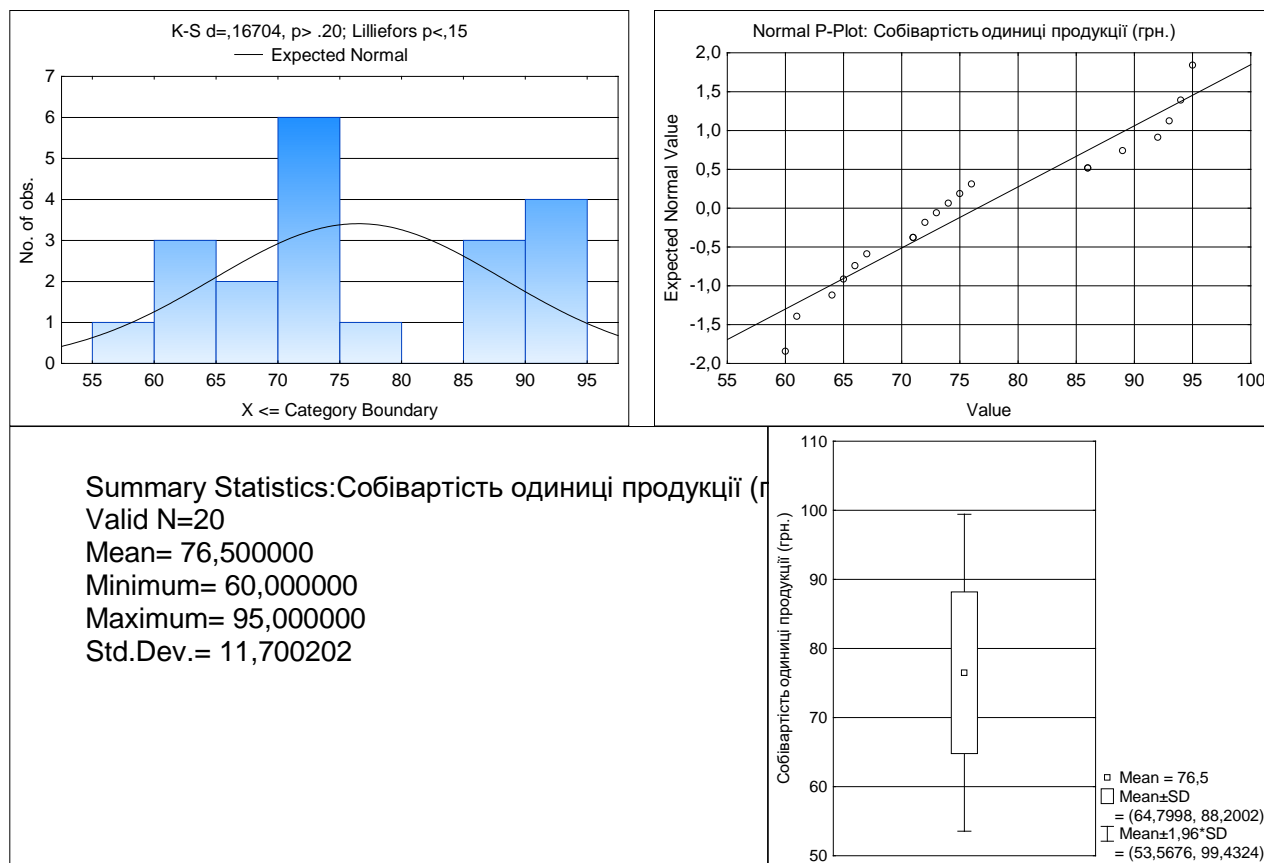 K-S d=,16704, p> .20; Lilliefors p<,15
Expected Normal
7
6
5
4
3
2
1
0
No. of obs.
55 60 65 70 75 80 85 90 95
X <= Category Boundary
Normal P-Plot: Собівартість одиниці продукції (грн.)
2,0
1,5
1,0
0,5
0,0
-0,5
-1,0
-1,5
-2,0
Expected Normal Value
55 60 65 70 75 80 85 90 95 100
Value
Summary Statistics:Собівартість одиниці продукції (г
Valid N=20
Mean= 76,500000
Minimum= 60,000000
Maximum= 95,000000
Std.Dev.= 11,700202
110
100
90
80
70
60
50
Собівартість одиниці продукції (грн.)
Mean = 76,5
Mean±SD
= (64,7998, 88,2002)
Mean±1,96*SD
= (53,5676, 99,4324)